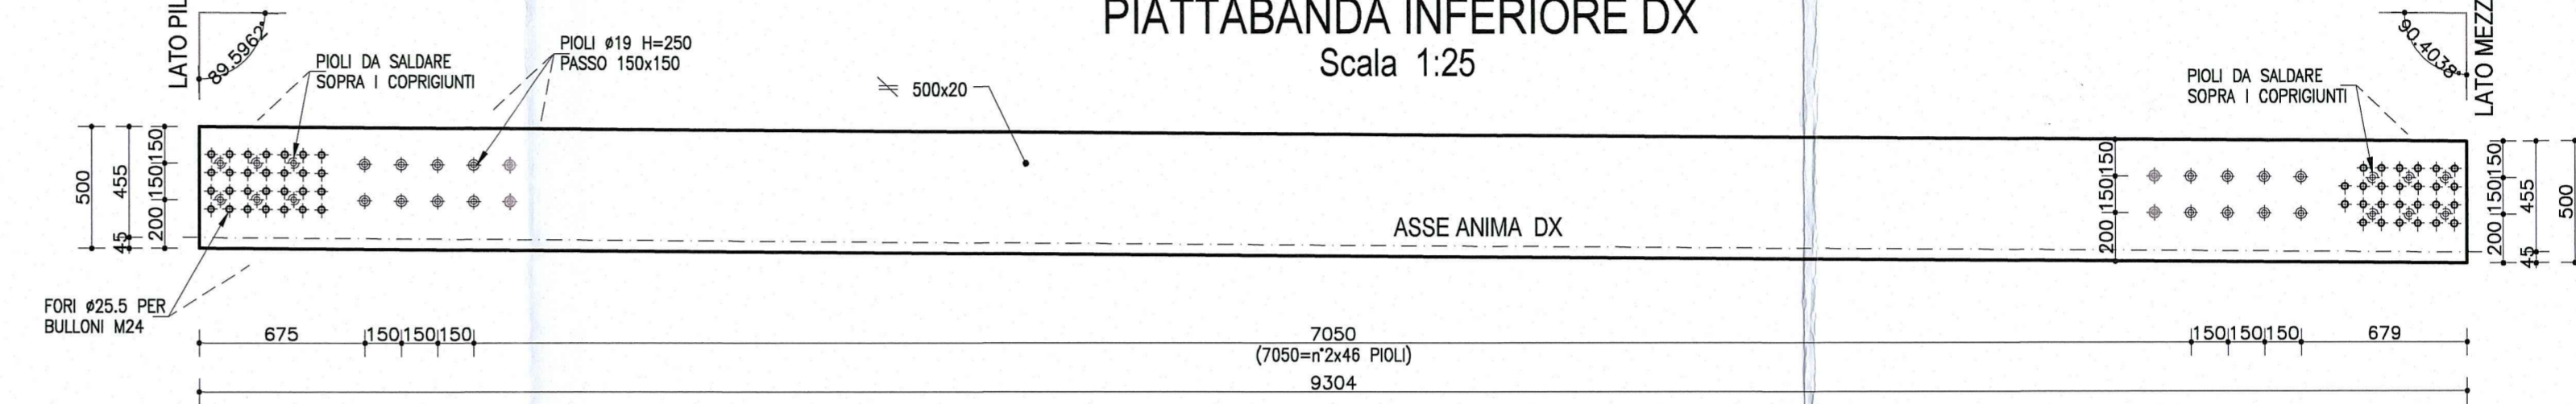 PIATTABANDA INFERIORE DX
Scala 1:25
LATO PIL
89.5962°
PIOLI DA SALDARE
SOPRA I COPRIGIUNTI
PIOLI ø19 H=250
PASSO 150x150
500x20
90.4038°
LATO MEZZ
PIOLI DA SALDARE
SOPRA I COPRIGIUNTI
500
455
45
150
150
200
ASSE ANIMA DX
150
150
200
150
150
200
455
45
500
FORI ø25.5 PER
BULLONI M24
675 150 150 150 7050 150 150 150 679
(7050=n°2x46 PIOLI)
9304